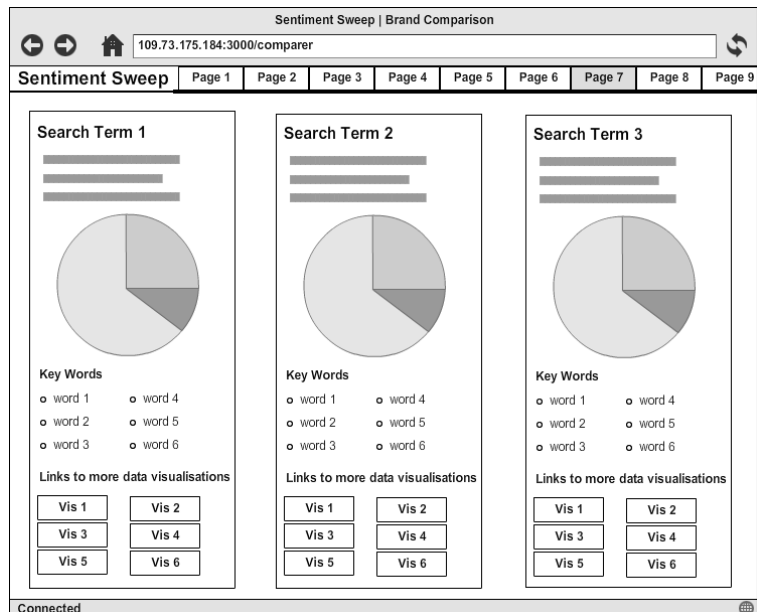 Sentiment Sweep | Brand Comparison
109.73.175.184:3000/comparer
Sentiment Sweep Page 1 Page 2 Page 3 Page 4 Page 5 Page 6 Page 7 Page 8 Page 9
Search Term 1
Key Words
word 1 word 4
word 2 word 5
word 3 word 6
Links to more data visualisations
Vis 1 Vis 2
Vis 3 Vis 4
Vis 5 Vis 6
Search Term 2
Key Words
word 1 word 4
word 2 word 5
word 3 word 6
Links to more data visualisations
Vis 1 Vis 2
Vis 3 Vis 4
Vis 5 Vis 6
Search Term 3
Key Words
word 1 word 4
word 2 word 5
word 3 word 6
Links to more data visualisations
Vis 1 Vis 2
Vis 3 Vis 4
Vis 5 Vis 6
Connected